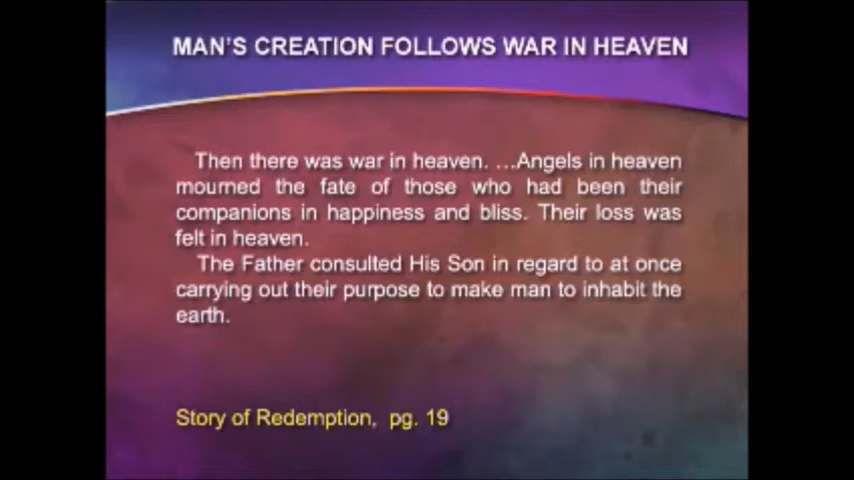 MAN'S CREATION FOLLOWS WAR IN HEAVEN
Then there was war in heaven. ...Angels in heaven
mourned the fate of those who had been their
companions in happiness and bliss. Their loss was
felt in heaven.
The Father consulted His Son in regard to at once
carrying out their purpose to make man to inhabit the
earth.
Story of Redemption, pg. 19